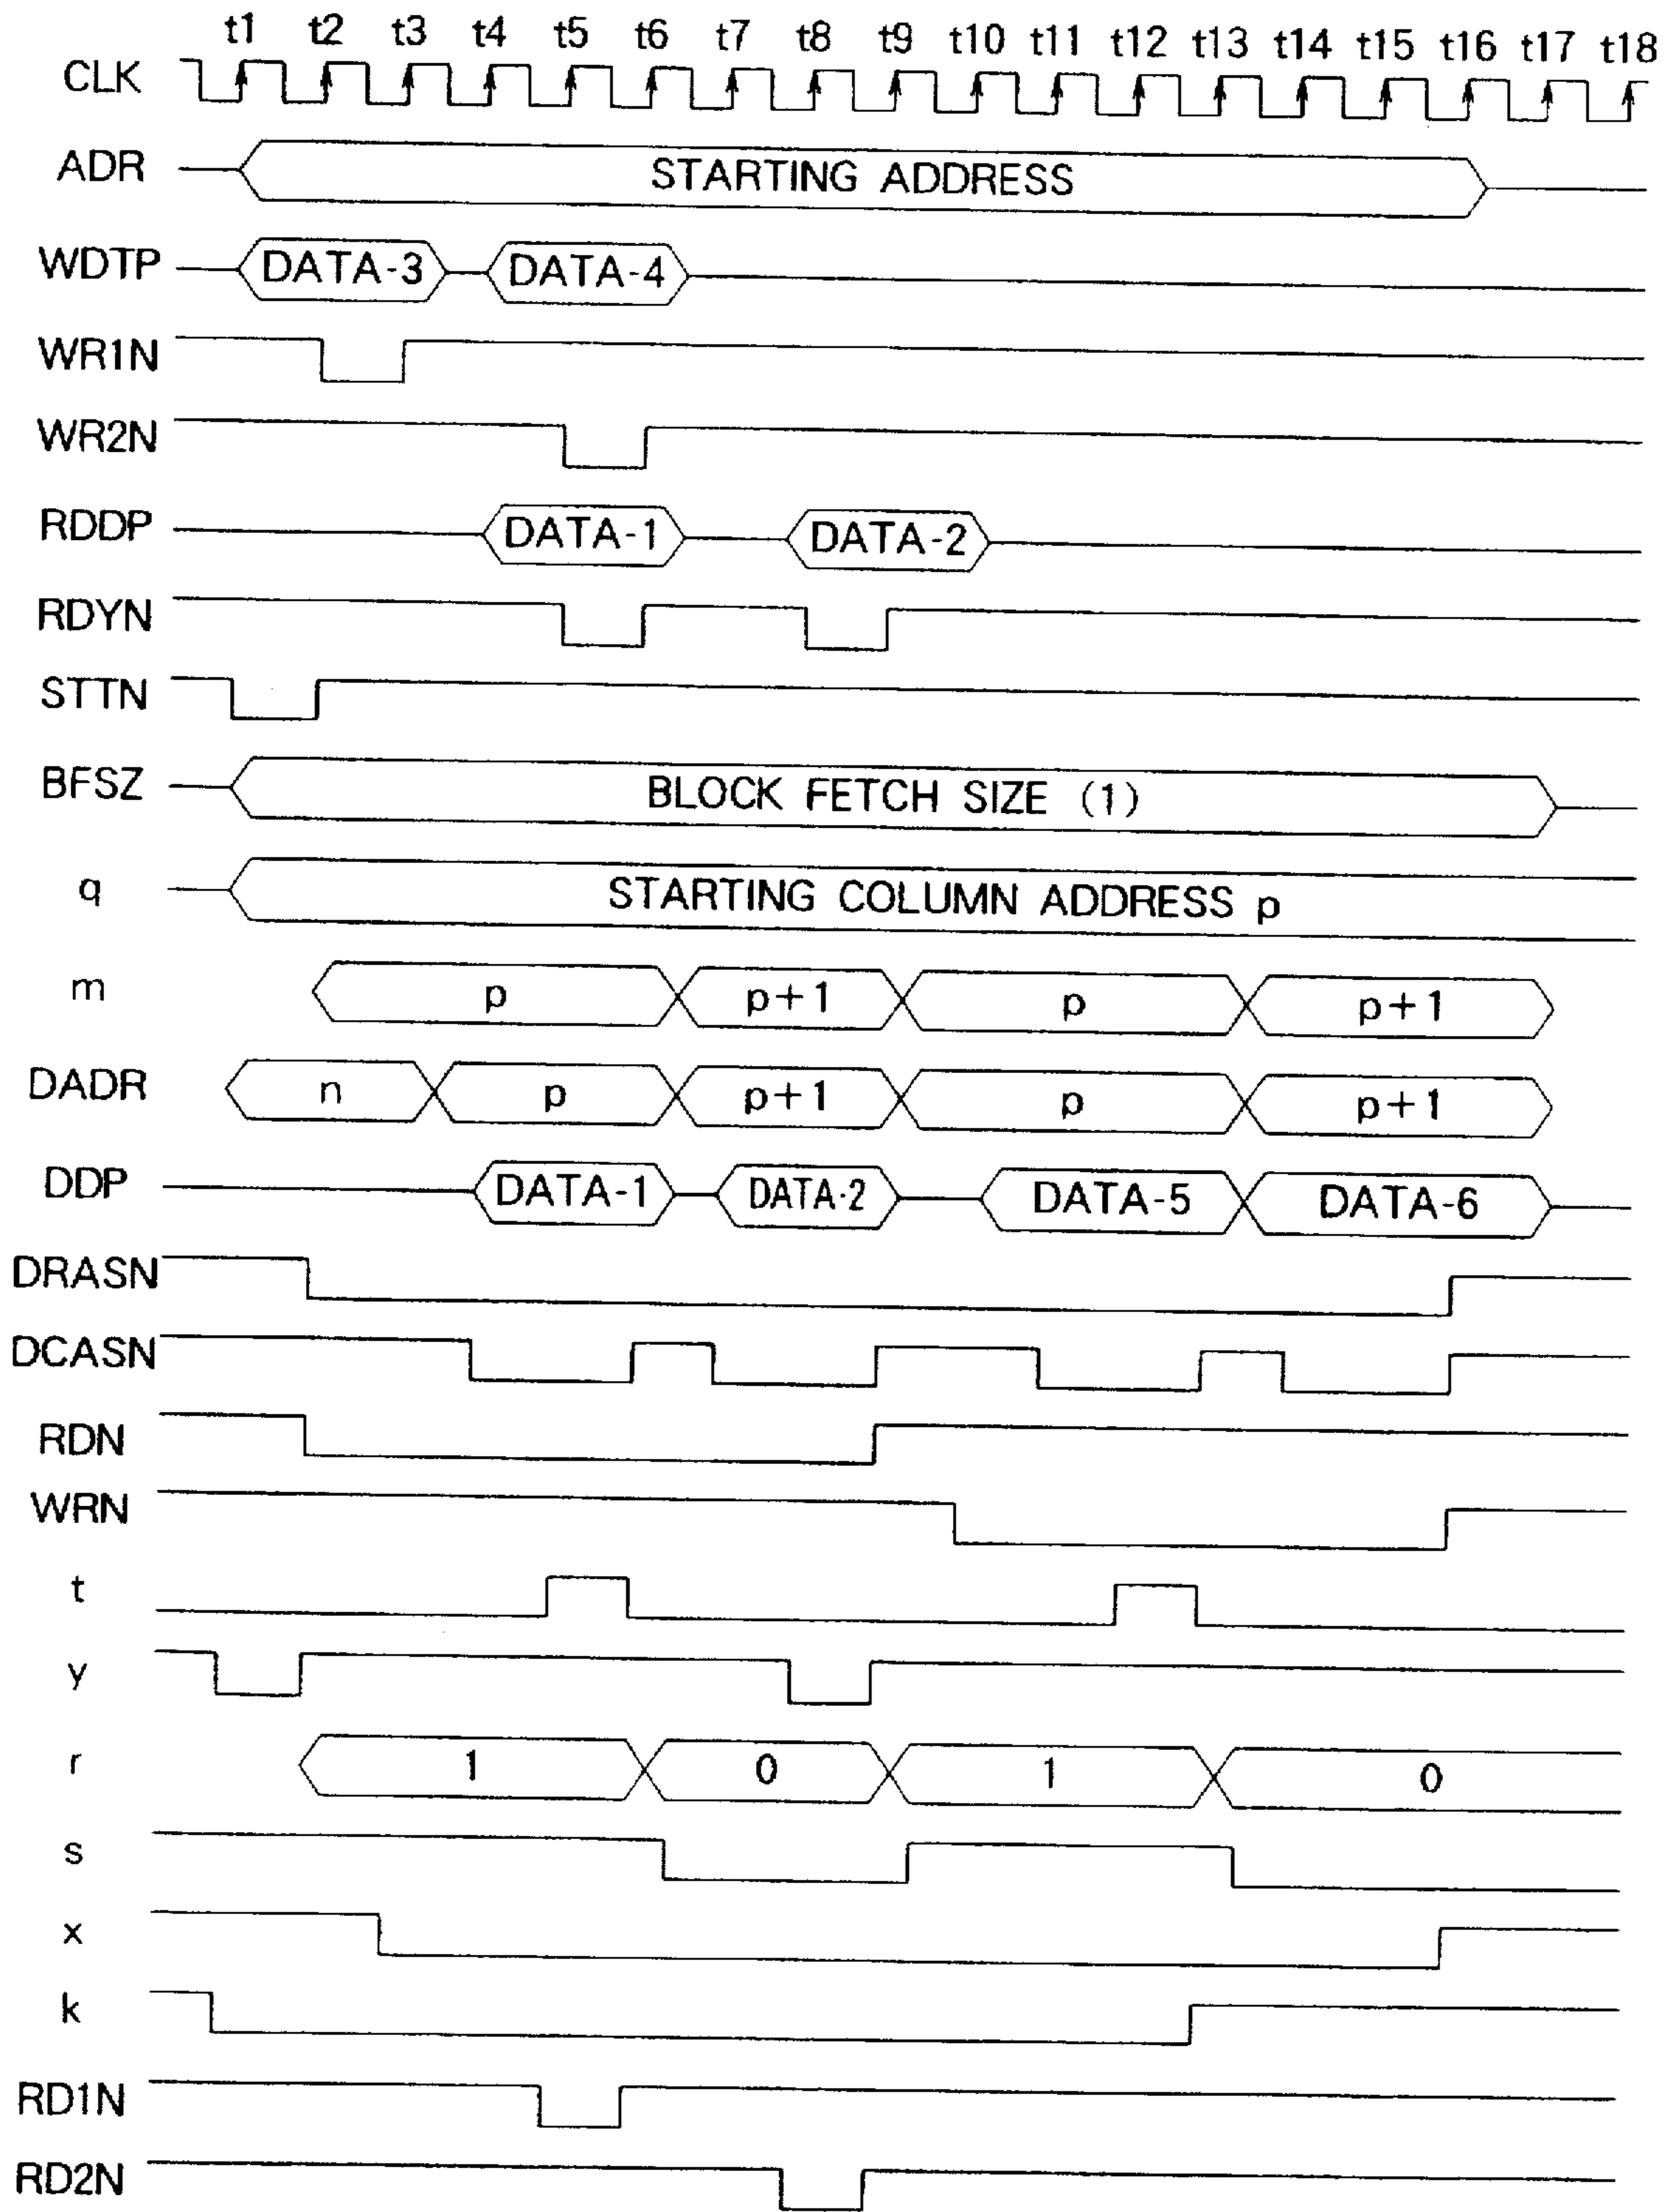 t1 t2 t3 t4 t5 t6 t7 t8 t9 t10 t11 t12 t13 t14 t15 t16 t17 t18
CLK
ADR STARTING ADDRESS
WDTP DATA-3 DATA-4
WR1N
WR2N
RDDP DATA-1 DATA-2
RDYN
STTN
BFSZ BLOCK FETCH SIZE (1)
q STARTING COLUMN ADDRESS p
m p p+1 p p+1
DADR n p p+1 p p+1
DDP DATA-1 DATA-2 DATA-5 DATA-6
DRASN
DCASN
RDN
WRN
t
y
r 1 0 1 0
s
x
k
RD1N
RD2N